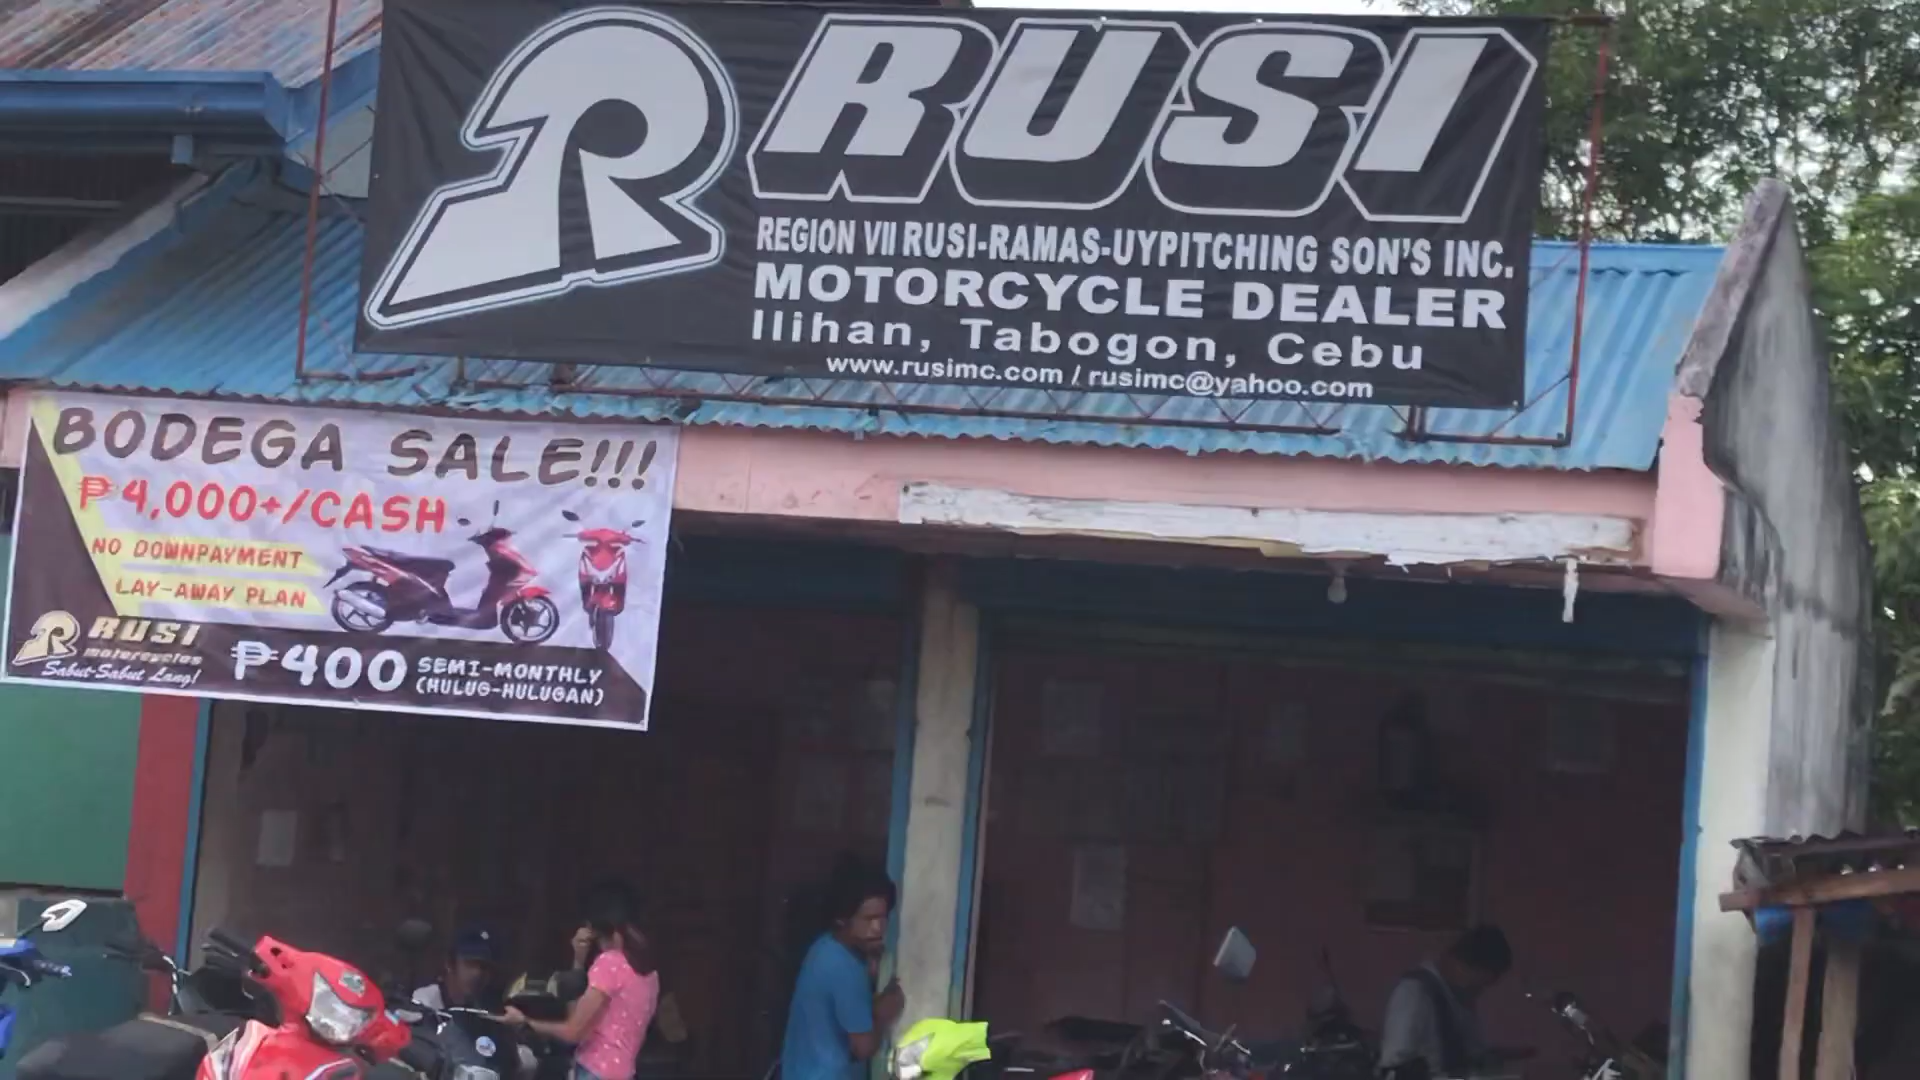 RUSI
REGION VII RUSI-RAMAS-UYPITCHING SON'S INC.
MOTORCYCLE DEALER
Ilihan, Tabogon, Cebu
www.rusimc.com / rusimc@yahoo.com
BODEGA SALE!!!
₱4,000+/CASH
NO DOWNPAYMENT
LAY-AWAY PLAN
RUSI
motorcycles
Sabut-Sabut Lang!
₱400 SEMI-MONTHLY
(HULUG-HULUGAN)